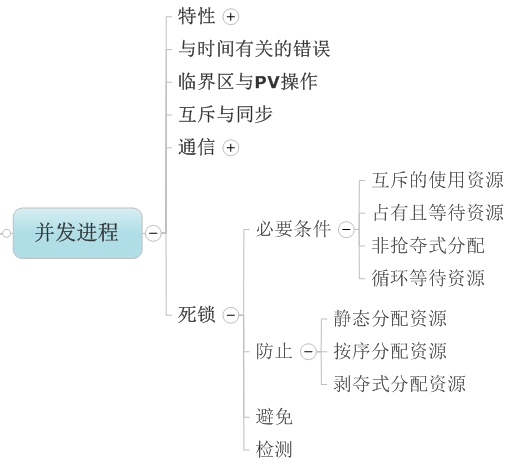 特性
与时间有关的错误
临界区与PV操作
互斥与同步
通信
并发进程
死锁
必要条件
互斥的使用资源
占有且等待资源
非抢夺式分配
循环等待资源
防止
静态分配资源
按序分配资源
剥夺式分配资源
避免
检测